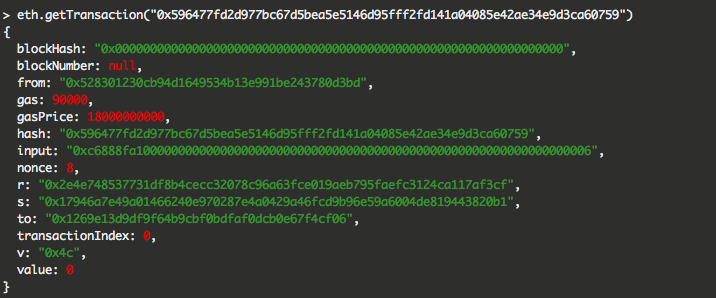 > eth.getTransaction("0x596477fd2d977bc67d5bea5e5146d95fff2fd141a04085e42ae34e9d3ca60759")
{
blockHash: "0x0000000000000000000000000000000000000000000000000000000000000000",
blockNumber: null,
from: "0x528301230cb94d1649534b13e991be243780d3bd",
gas: 90000,
gasPrice: 18000000000,
hash: "0x596477fd2d977bc67d5bea5e5146d95fff2fd141a04085e42ae34e9d3ca60759",
input: "0xc6888fa10000000000000000000000000000000000000000000000000000000000000006",
nonce: 8,
r: "0x2e4e748537731df8b4cecc32078c96a63fce019aeb795faefc3124ca117af3cf",
s: "0x17946a7e49a01466240e970287e4a0429a46fcd9b96e59a6004de819443820b1",
to: "0x1269e13d9df9f64b9cbf0bdfaf0dcb0e67f4cf06",
transactionIndex: 0,
v: "0x4c",
value: 0
}